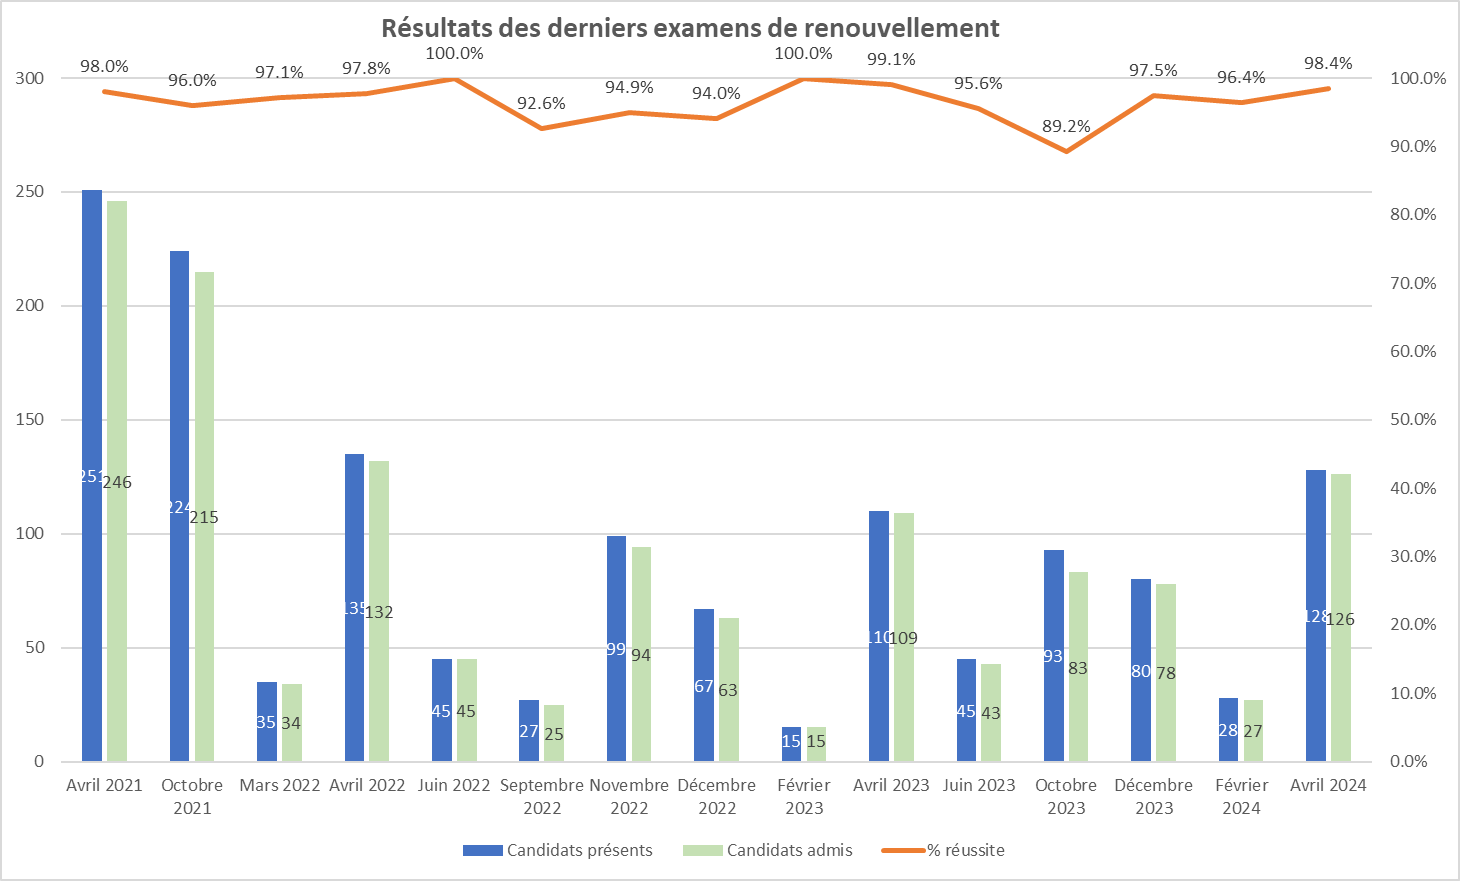 Résultats des derniers examens de renouvellement
98.0%
96.0%
97.1%
97.8%
100.0%
92.6%
94.9%
94.0%
100.0%
99.1%
95.6%
89.2%
97.5%
96.4%
98.4%
300
250
200
150
100
50
0
100.0%
90.0%
80.0%
70.0%
60.0%
50.0%
40.0%
30.0%
20.0%
10.0%
0.0%
251 246
224 215
35 34
135 132
45 45
27 25
99 94
67 63
15 15
110 109
45 43
93 83
80 78
28 27
128 126
Avril 2021
Octobre
2021
Mars 2022
Avril 2022
Juin 2022
Septembre
2022
Novembre
2022
Décembre
2022
Février
2023
Avril 2023
Juin 2023
Octobre
2023
Décembre
2023
Février
2024
Avril 2024
Candidats présents
Candidats admis
% réussite